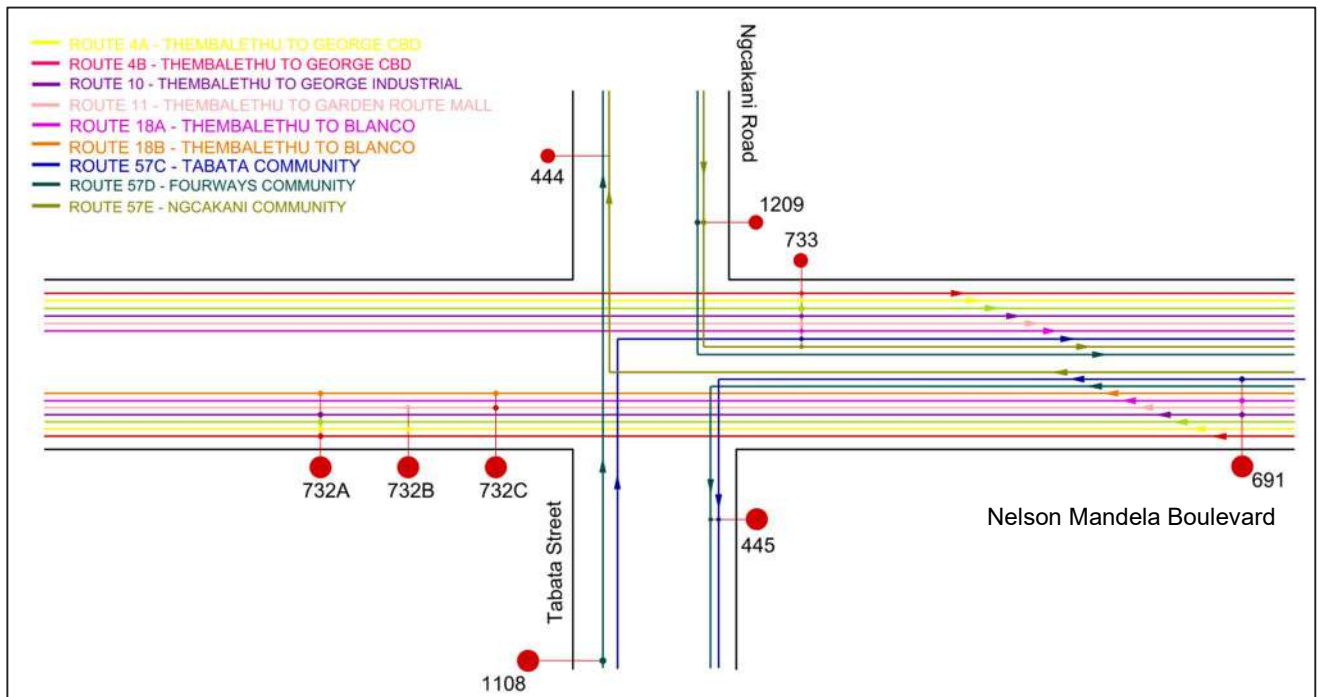 ROUTE 4A - THEMBALETHU TO GEORGE CBD
ROUTE 4B - THEMBALETHU TO GEORGE CBD
ROUTE 10 - THEMBALETHU TO GEORGE INDUSTRIAL
ROUTE 11 - THEMBALETHU TO GARDEN ROUTE MALL
ROUTE 18A - THEMBALETHU TO BLANCO
ROUTE 18B - THEMBALETHU TO BLANCO
ROUTE 57C - TABATA COMMUNITY
ROUTE 57D - FOURWAYS COMMUNITY
ROUTE 57E - NGCAKANI COMMUNITY
Ngcakani Road
444
1209
733
732A
732B
732C
691
Nelson Mandela Boulevard
445
Tabata Street
1108